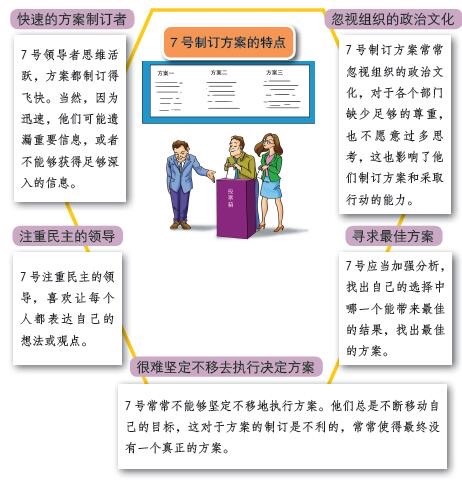 快速的方案制订者
忽视组织的政治文化
7号制订方案的特点
7号领导者思维活
跃，方案都制订得
飞快。当然，因为
迅速，他们可能遗
漏重要信息，或者
不能够获得足够深
入的信息。
方案一
方案二
方案三
投票箱
7号制订方案常常
忽视组织的政治文
化，对于各个部门
缺少足够的尊重，
也不愿意过多思
考，这也影响了他
们制订方案和采取
行动的能力。
注重民主的领导
7号注重民主的领
导，喜欢让每个
人都表达自己的
想法或观点。
寻求最佳方案
7号应当加强分析，
找出自己的选择中
哪一个能带来最佳
的结果，找出最佳
的方案。
很难坚定不移去执行决定方案
7号常常不能够坚定不移地执行方案。他们总是不断移动自
己的目标，这对于方案的制订是不利的，常常使得最终没
有一个真正的方案。